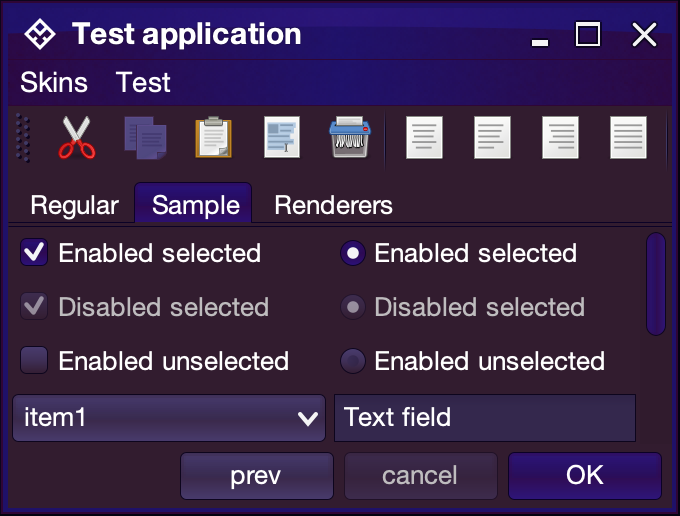 Test application
Skins Test
Regular Sample Renderers
Enabled selected Enabled selected
Disabled selected Disabled selected
Enabled unselected Enabled unselected
item1 Text field
prev cancel OK